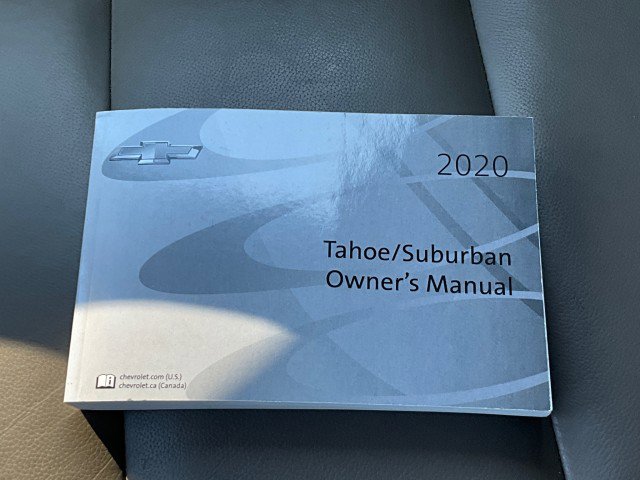 2020
Tahoe/Suburban
Owner's Manual
chevrolet.com (U.S.)
chevrolet.ca (Canada)